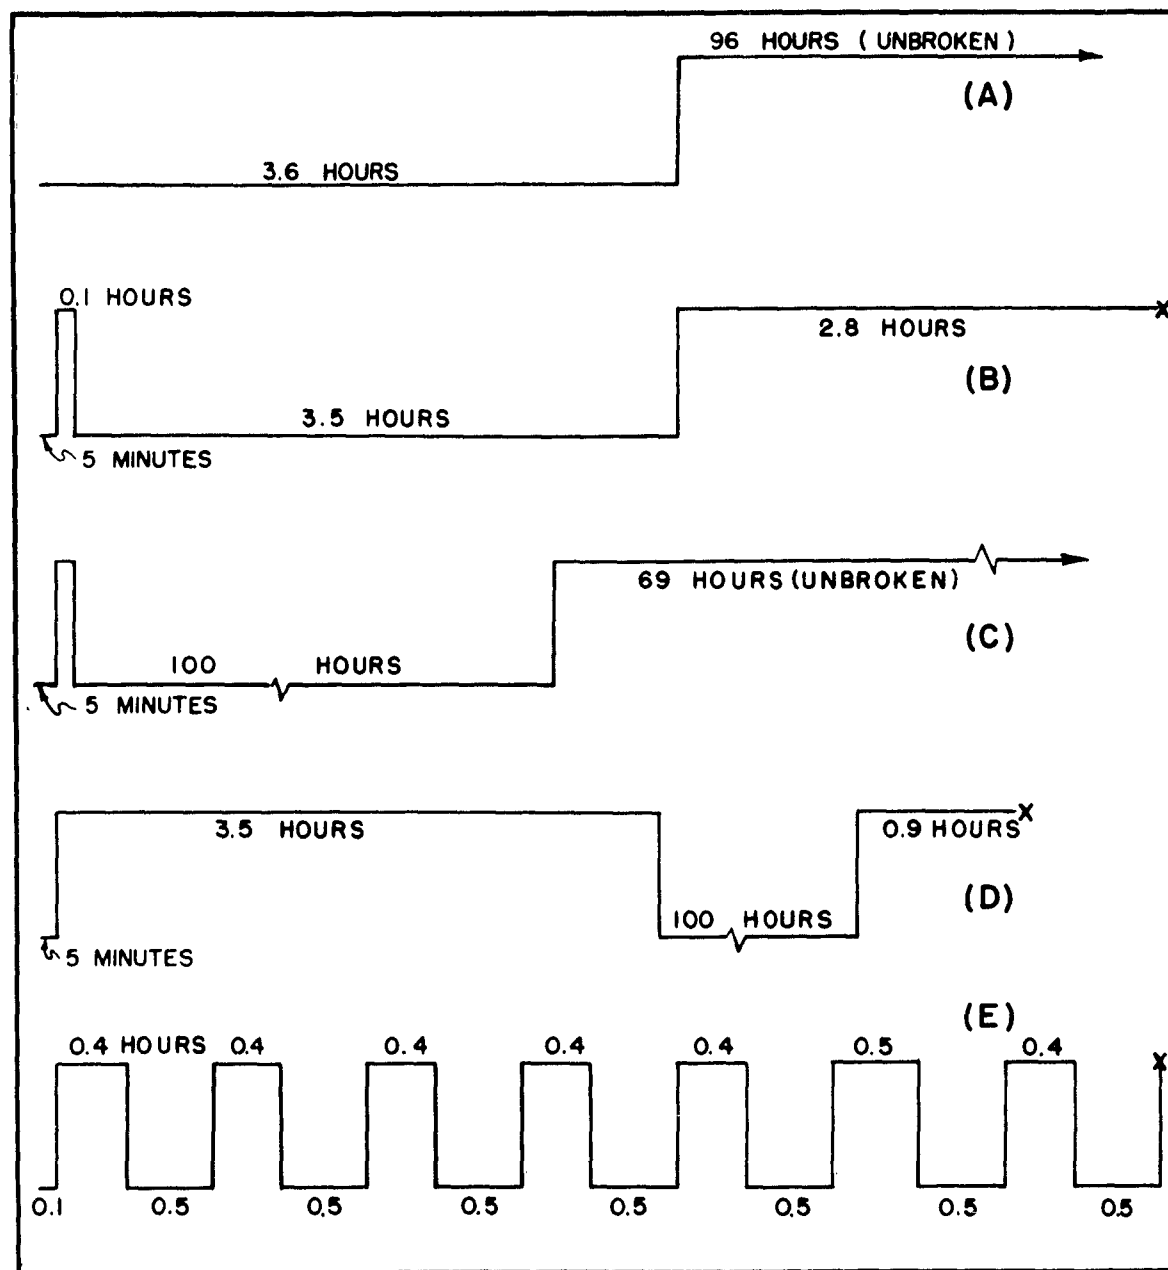 96 HOURS (UNBROKEN)
(A)
3.6 HOURS
0.1 HOURS
2.8 HOURS
(B)
3.5 HOURS
5 MINUTES
69 HOURS (UNBROKEN)
(C)
100 HOURS
5 MINUTES
3.5 HOURS
0.9 HOURS
(D)
100 HOURS
5 MINUTES
(E)
0.4 HOURS 0.4 0.4 0.4 0.4 0.5 0.4
0.1 0.5 0.5 0.5 0.5 0.5 0.5 0.5